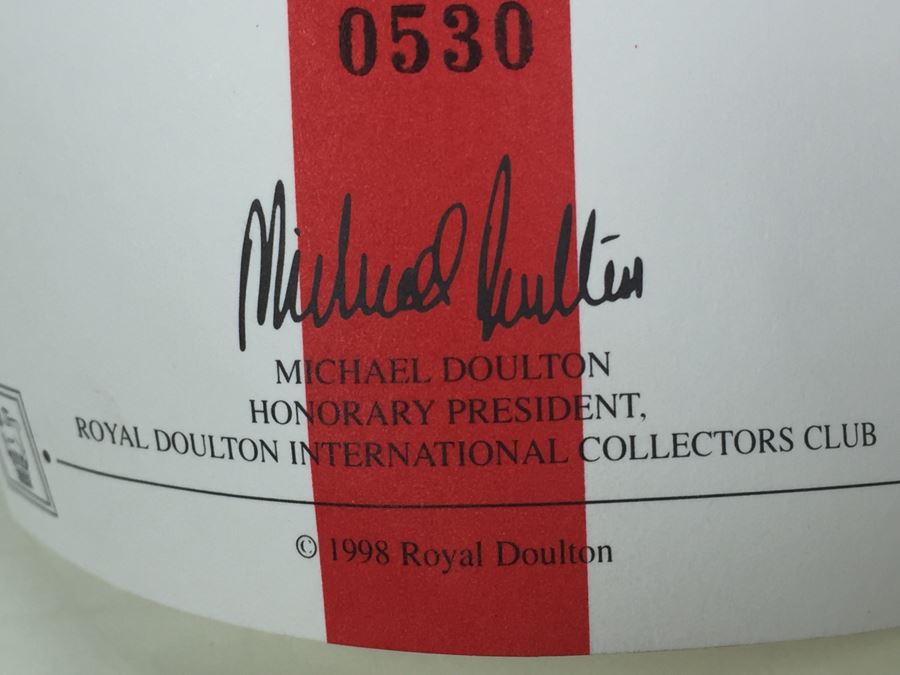 0530
Michael Doulton
MICHAEL DOULTON
HONORARY PRESIDENT,
ROYAL DOULTON INTERNATIONAL COLLECTORS CLUB
© 1998 Royal Doulton